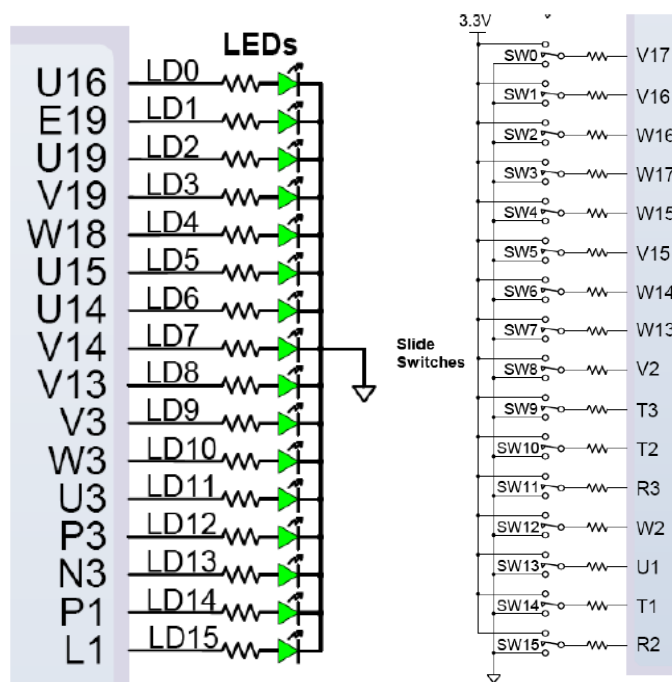 LEDs
U16 LD0
E19 LD1
U19 LD2
V19 LD3
W18 LD4
U15 LD5
U14 LD6
V14 LD7
V13 LD8
V3 LD9
W3 LD10
U3 LD11
P3 LD12
N3 LD13
P1 LD14
L1 LD15
3.3V
SW0 V17
SW1 V16
SW2 W16
SW3 W17
SW4 W15
SW5 V15
SW6 W14
SW7 W13
Slide
Switches
SW8 V2
SW9 T3
SW10 T2
SW11 R3
SW12 W2
SW13 U1
SW14 T1
SW15 R2